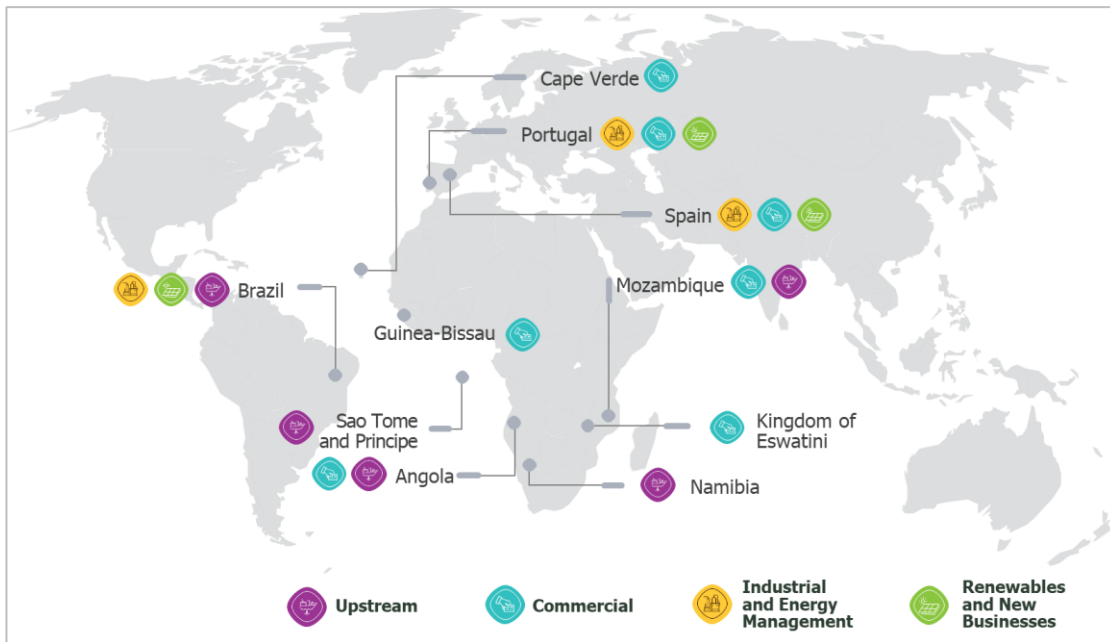 Cape Verde
Portugal
Spain
Mozambique
Brazil
Guinea-Bissau
Sao Tome
and Principe
Kingdom of
Eswatini
Angola
Namibia
Upstream
Commercial
Industrial
and Energy
Management
Renewables
and New
Businesses